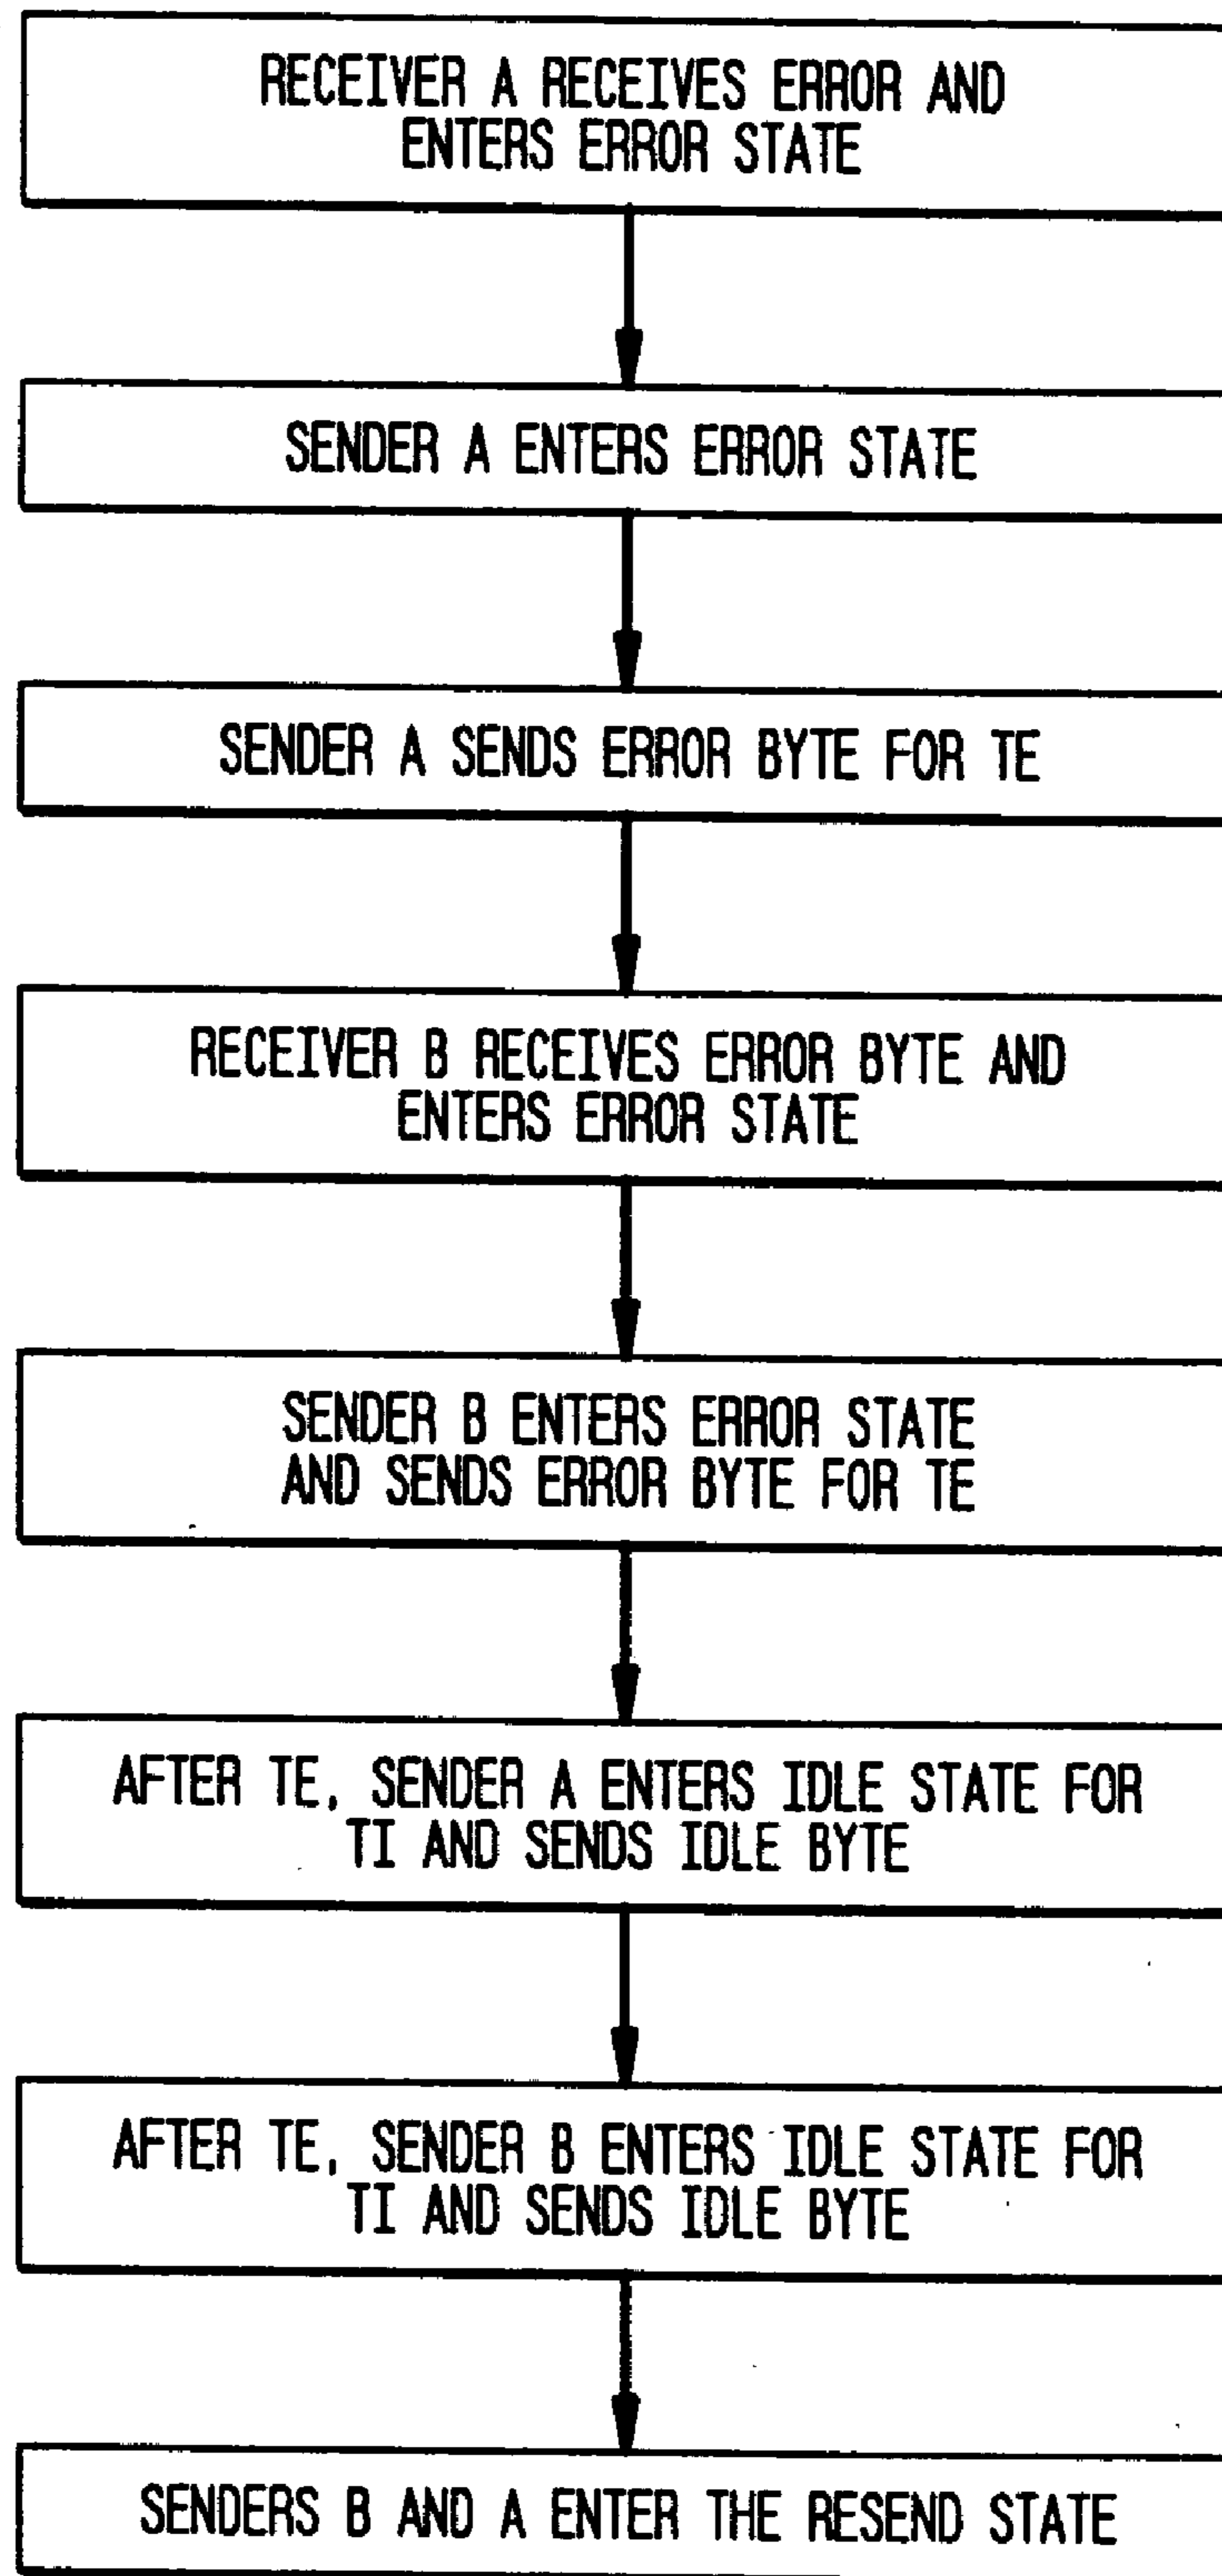 RECEIVER A RECEIVES ERROR AND
ENTERS ERROR STATE
SENDER A ENTERS ERROR STATE
SENDER A SENDS ERROR BYTE FOR TE
RECEIVER B RECEIVES ERROR BYTE AND
ENTERS ERROR STATE
SENDER B ENTERS ERROR STATE
AND SENDS ERROR BYTE FOR TE
AFTER TE, SENDER A ENTERS IDLE STATE FOR
TI AND SENDS IDLE BYTE
AFTER TE, SENDER B ENTERS IDLE STATE FOR
TI AND SENDS IDLE BYTE
SENDERS B AND A ENTER THE RESEND STATE